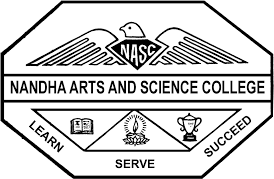 NASC
NANDHA ARTS AND SCIENCE COLLEGE
LEARN
SERVE
SUCCEED